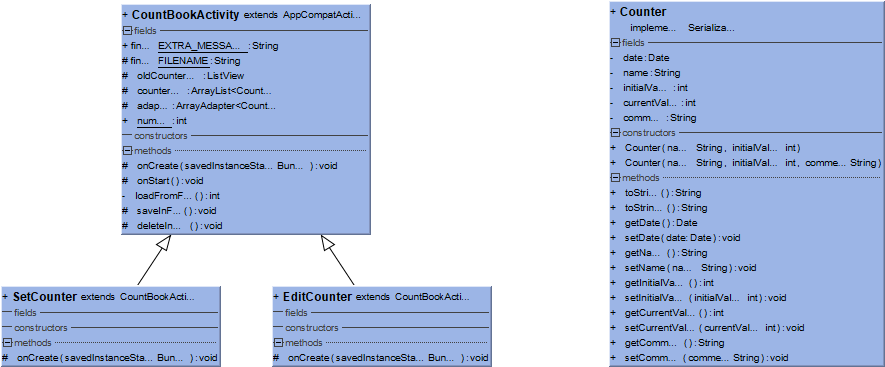 + CountBookActivity extends AppCompatActi...
fields
+ fin... EXTRA_MESSA... : String
# fin... FILENAME : String
# oldCounter... : ListView
# counter... : ArrayList<Count...
# adap... : ArrayAdapter<Count...
+ num... : int
constructors
methods
# onCreate(savedInstanceSta... Bun... ) : void
# onStart() : void
- loadFromF... () : int
# saveInF... () : void
# deleteIn... () : void
+ SetCounter extends CountBookActi...
fields
constructors
methods
# onCreate(savedInstanceSta... Bun... ) : void
+ EditCounter extends CountBookActi...
fields
constructors
methods
# onCreate(savedInstanceSta... Bun... ) : void
+ Counter
impleme... Serializa...
fields
- date : Date
- name : String
- initialVa... : int
- currentVal... : int
- comm... : String
constructors
+ Counter(na... String, initialVal... int)
+ Counter(na... String, initialVal... int, comme... String)
methods
+ toStri... () : String
+ toStrin... () : String
+ getDate() : Date
+ setDate(date: Date) : void
+ getNa... () : String
+ setName(na... String) : void
+ getInitialVa... () : int
+ setInitialVa... (initialVal... int) : void
+ getCurrentVal... () : int
+ setCurrentVal... (currentVal... int) : void
+ getComm... () : String
+ setComm... (comme... String) : void